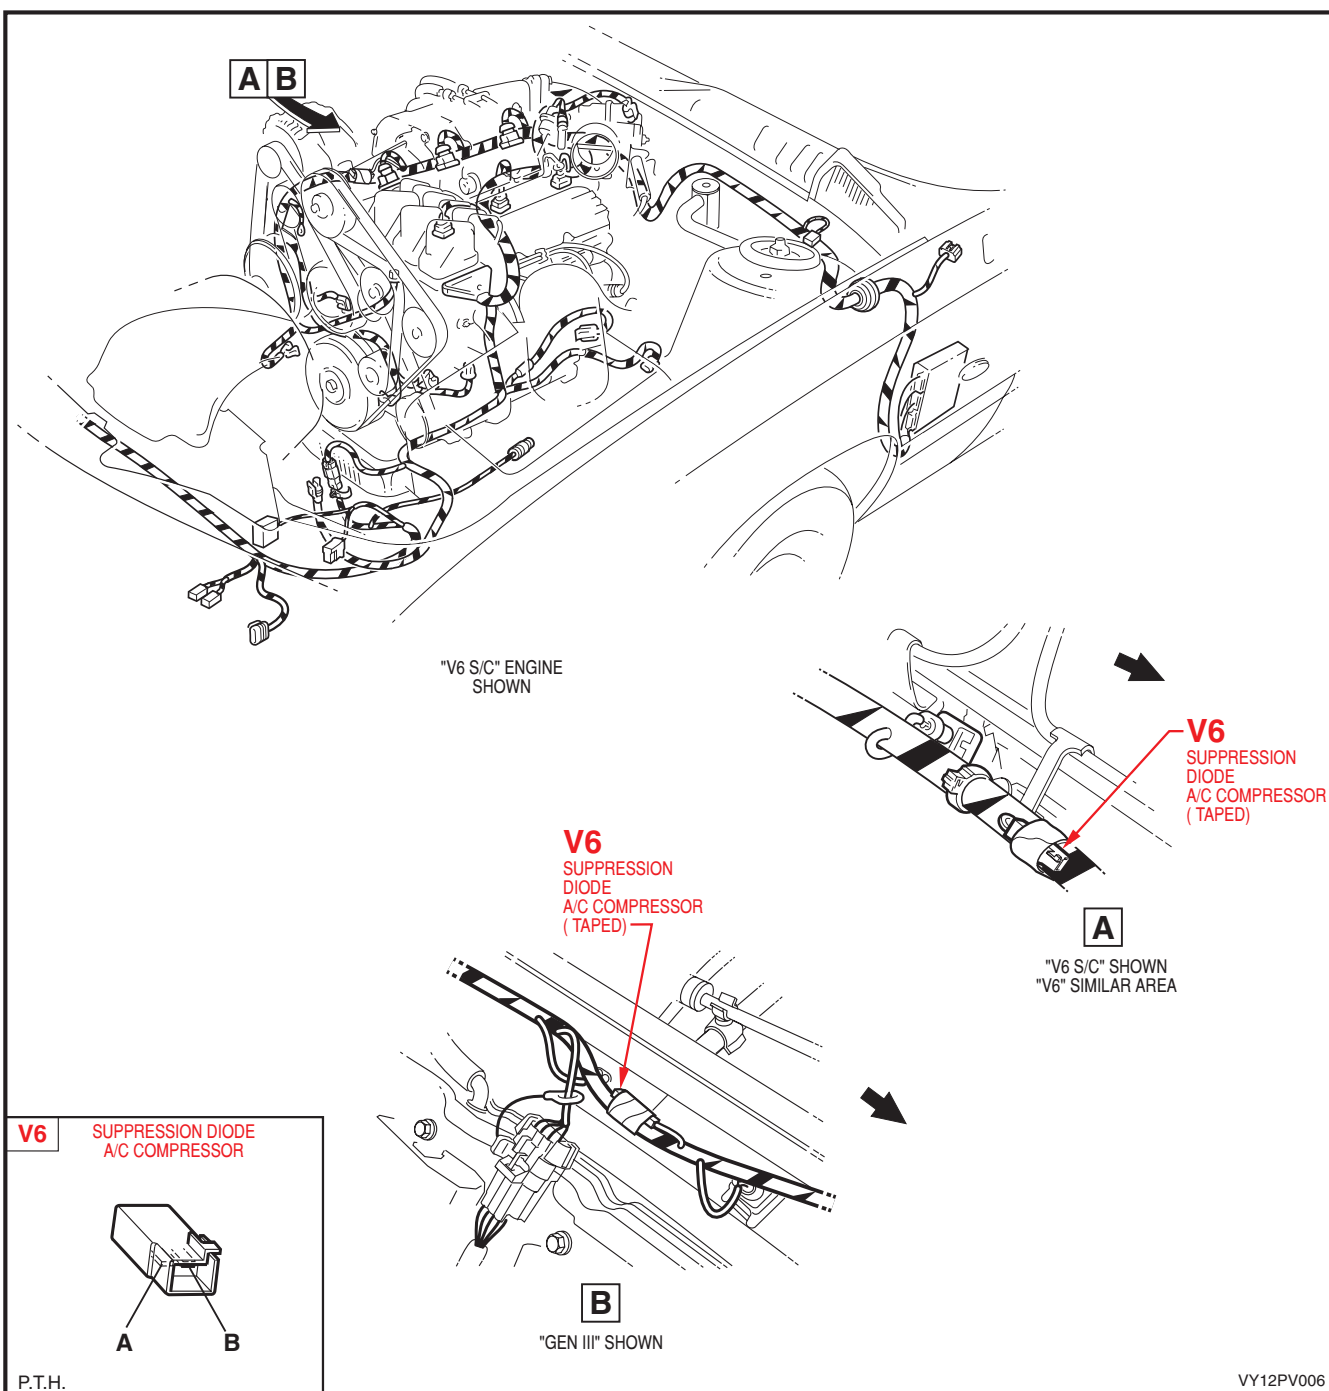 A B
"V6 S/C" ENGINE
SHOWN
V6
SUPPRESSION
DIODE
A/C COMPRESSOR
( TAPED)
A
"V6 S/C" SHOWN
"V6" SIMILAR AREA
V6
SUPPRESSION
DIODE
A/C COMPRESSOR
( TAPED)
B
"GEN III" SHOWN
V6
SUPPRESSION DIODE
A/C COMPRESSOR
A B
P.T.H.
VY12PV006